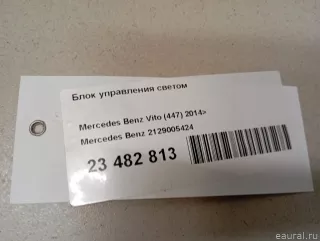 Блок управления светом
Mercedes Benz Vito (447) 2014>
Mercedes Benz 2129005424
23 482 813
eaural.ru